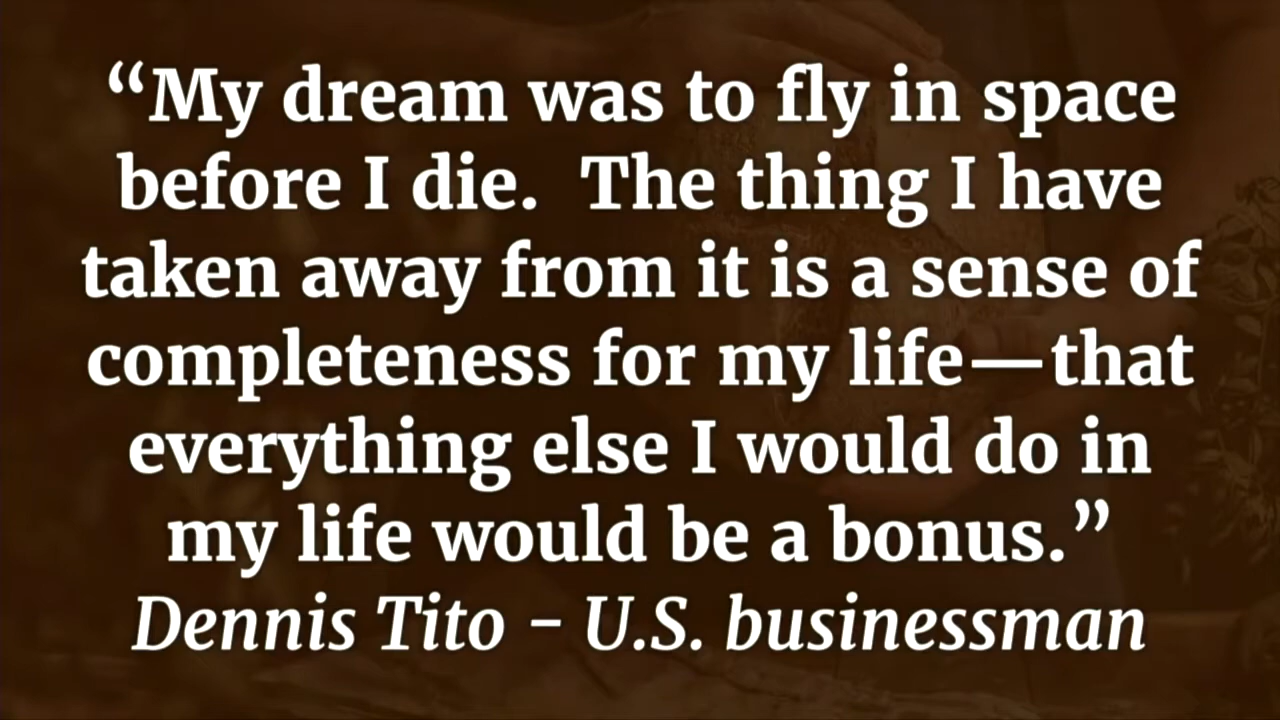 “My dream was to fly in space
before I die.  The thing I have
taken away from it is a sense of
completeness for my life—that
everything else I would do in
my life would be a bonus.”
Dennis Tito - U.S. businessman